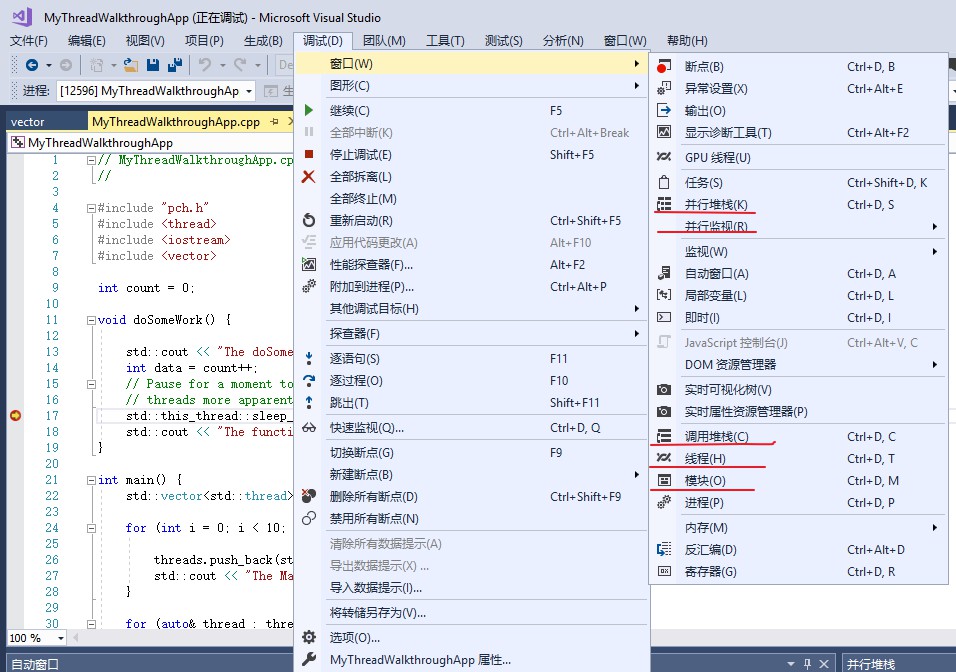 MyThreadWalkthroughApp (正在调试) - Microsoft Visual Studio
文件(F) 编辑(E) 视图(V) 项目(P) 生成(B) 调试(D) 团队(M) 工具(T) 测试(S) 分析(N) 窗口(W) 帮助(H)
De
进程: [12596] MyThreadWalkthroughAp 生
vector MyThreadWalkthroughApp.cpp
MyThreadWalkthroughApp
1 // MyThreadWalkthroughApp.cp
2 //
3
4 #include "pch.h"
5 #include <thread>
6 #include <iostream>
7 #include <vector>
8
9 int count = 0;
10
11 void doSomeWork() {
12
13 std::cout << "The doSome
14 int data = count++;
15 // Pause for a moment to
16 // threads more apparent
17 std::this_thread::sleep_
18 std::cout << "The functi
19 }
20
21 int main() {
22 std::vector<std::thread>
23
24 for (int i = 0; i < 10;
25
26 threads.push_back(st
27 std::cout << "The Ma
28 }
29
30 for (auto& thread : thre
100 %
自动窗口
并行堆栈
窗口(W)
图形(C)
继续(C) F5
全部中断(K) Ctrl+Alt+Break
停止调试(E) Shift+F5
全部拆离(L)
全部终止(M)
重新启动(R) Ctrl+Shift+F5
应用代码更改(A) Alt+F10
性能探查器(F)... Alt+F2
附加到进程(P)... Ctrl+Alt+P
其他调试目标(H)
探查器(F)
逐语句(S) F11
逐过程(O) F10
跳出(T) Shift+F11
快速监视(Q)... Ctrl+D, Q
切换断点(G) F9
新建断点(B)
删除所有断点(D) Ctrl+Shift+F9
禁用所有断点(N)
清除所有数据提示(A)
导出数据提示(X) ...
导入数据提示(I)...
将转储另存为(V)...
选项(O)...
MyThreadWalkthroughApp 属性...
断点(B) Ctrl+D, B
异常设置(X) Ctrl+Alt+E
输出(O)
显示诊断工具(T) Ctrl+Alt+F2
GPU 线程(U)
任务(S) Ctrl+Shift+D, K
并行堆栈(K) Ctrl+D, S
并行监视(R)
监视(W)
自动窗口(A) Ctrl+D, A
局部变量(L) Ctrl+D, L
即时(I) Ctrl+D, I
JavaScript 控制台(J) Ctrl+Alt+V, C
DOM 资源管理器
实时可视化树(V)
实时属性资源管理器(P)
调用堆栈(C) Ctrl+D, C
线程(H) Ctrl+D, T
模块(O) Ctrl+D, M
进程(P) Ctrl+D, P
内存(M)
反汇编(D) Ctrl+Alt+D
寄存器(G) Ctrl+D, R